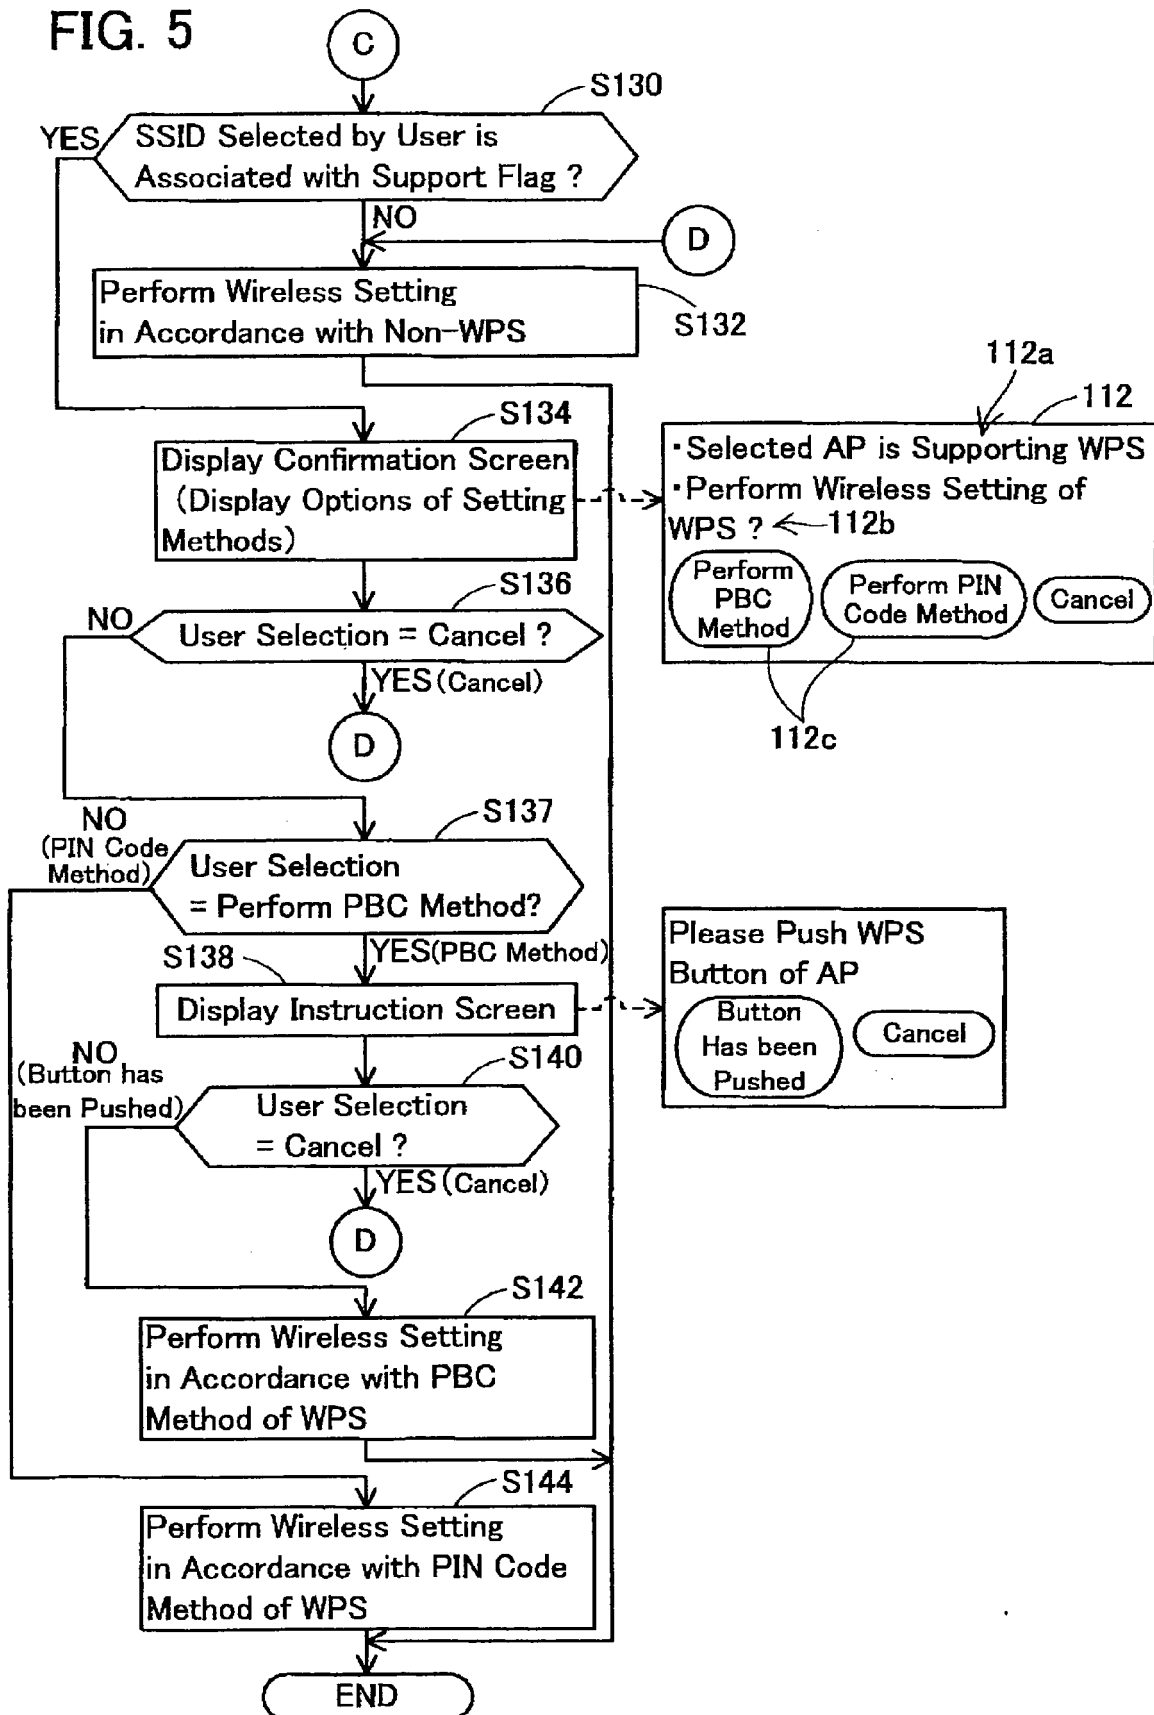 FIG. 5
C
S130
YES
SSID Selected by User is
Associated with Support Flag ?
NO
D
Perform Wireless Setting
in Accordance with Non-WPS
S132
112a
112
S134
Display Confirmation Screen
(Display Options of Setting
Methods)
・Selected AP is Supporting WPS
・Perform Wireless Setting of
WPS ?
112b
Perform
PBC
Method
Perform PIN
Code Method
Cancel
112c
S136
NO
User Selection = Cancel ?
YES(Cancel)
D
S137
NO
(PIN Code
Method)
User Selection
= Perform PBC Method?
YES(PBC Method)
S138
Display Instruction Screen
Please Push WPS
Button of AP
Button
Has been
Pushed
Cancel
S140
NO
(Button has
been Pushed)
User Selection
= Cancel ?
YES(Cancel)
D
S142
Perform Wireless Setting
in Accordance with PBC
Method of WPS
S144
Perform Wireless Setting
in Accordance with PIN Code
Method of WPS
END